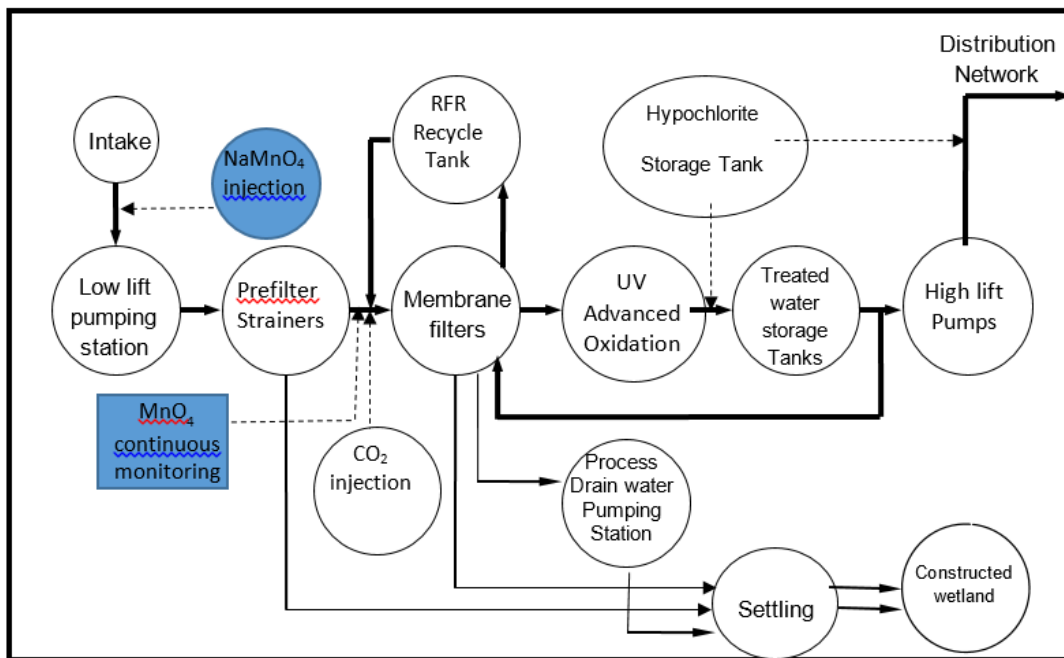 Distribution
Network
Intake
NaMnO₄
injection
RFR
Recycle
Tank
Hypochlorite
Storage Tank
Low lift
pumping
station
Prefilter
Strainers
Membrane
filters
UV
Advanced
Oxidation
Treated
water
storage
Tanks
High lift
Pumps
MnO₄
continuous
monitoring
CO₂
injection
Process
Drain water
Pumping
Station
Settling
Constructed
wetland